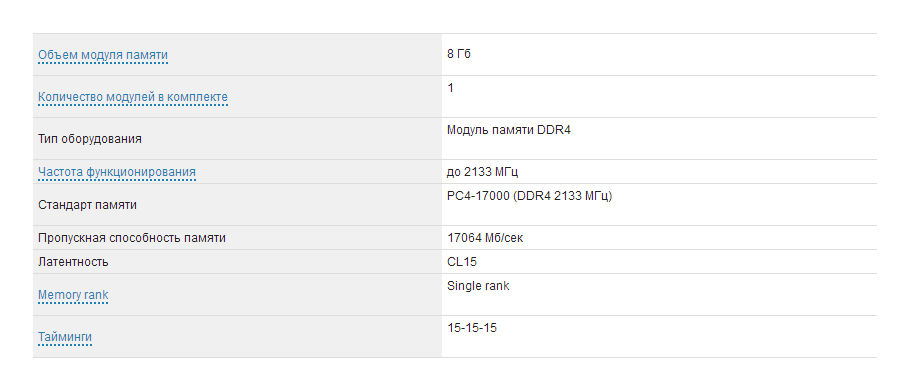 Объем модуля памяти
8 Гб
Количество модулей в комплекте
1
Тип оборудования
Модуль памяти DDR4
Частота функционирования
до 2133 МГц
Стандарт памяти
PC4-17000 (DDR4 2133 МГц)
Пропускная способность памяти
17064 Мб/сек
Латентность
CL15
Memory rank
Single rank
Тайминги
15-15-15